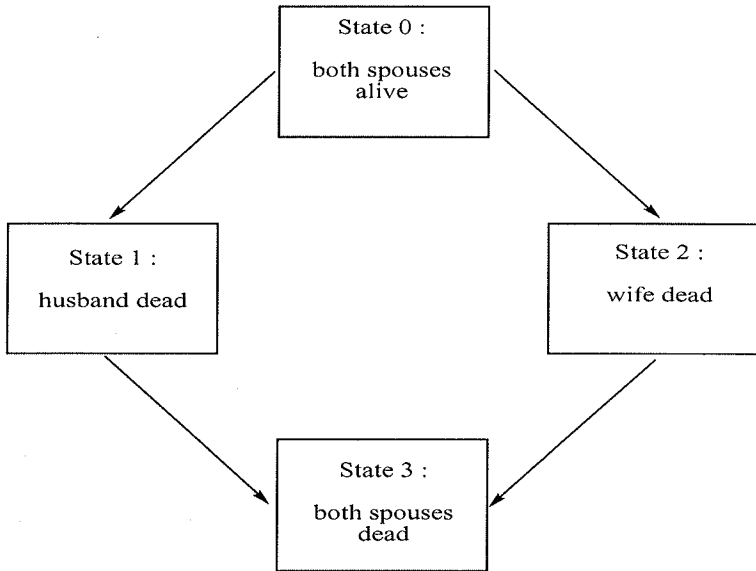 State 0 :
both spouses
alive
State 1 :
husband dead
State 2 :
wife dead
State 3 :
both spouses
dead